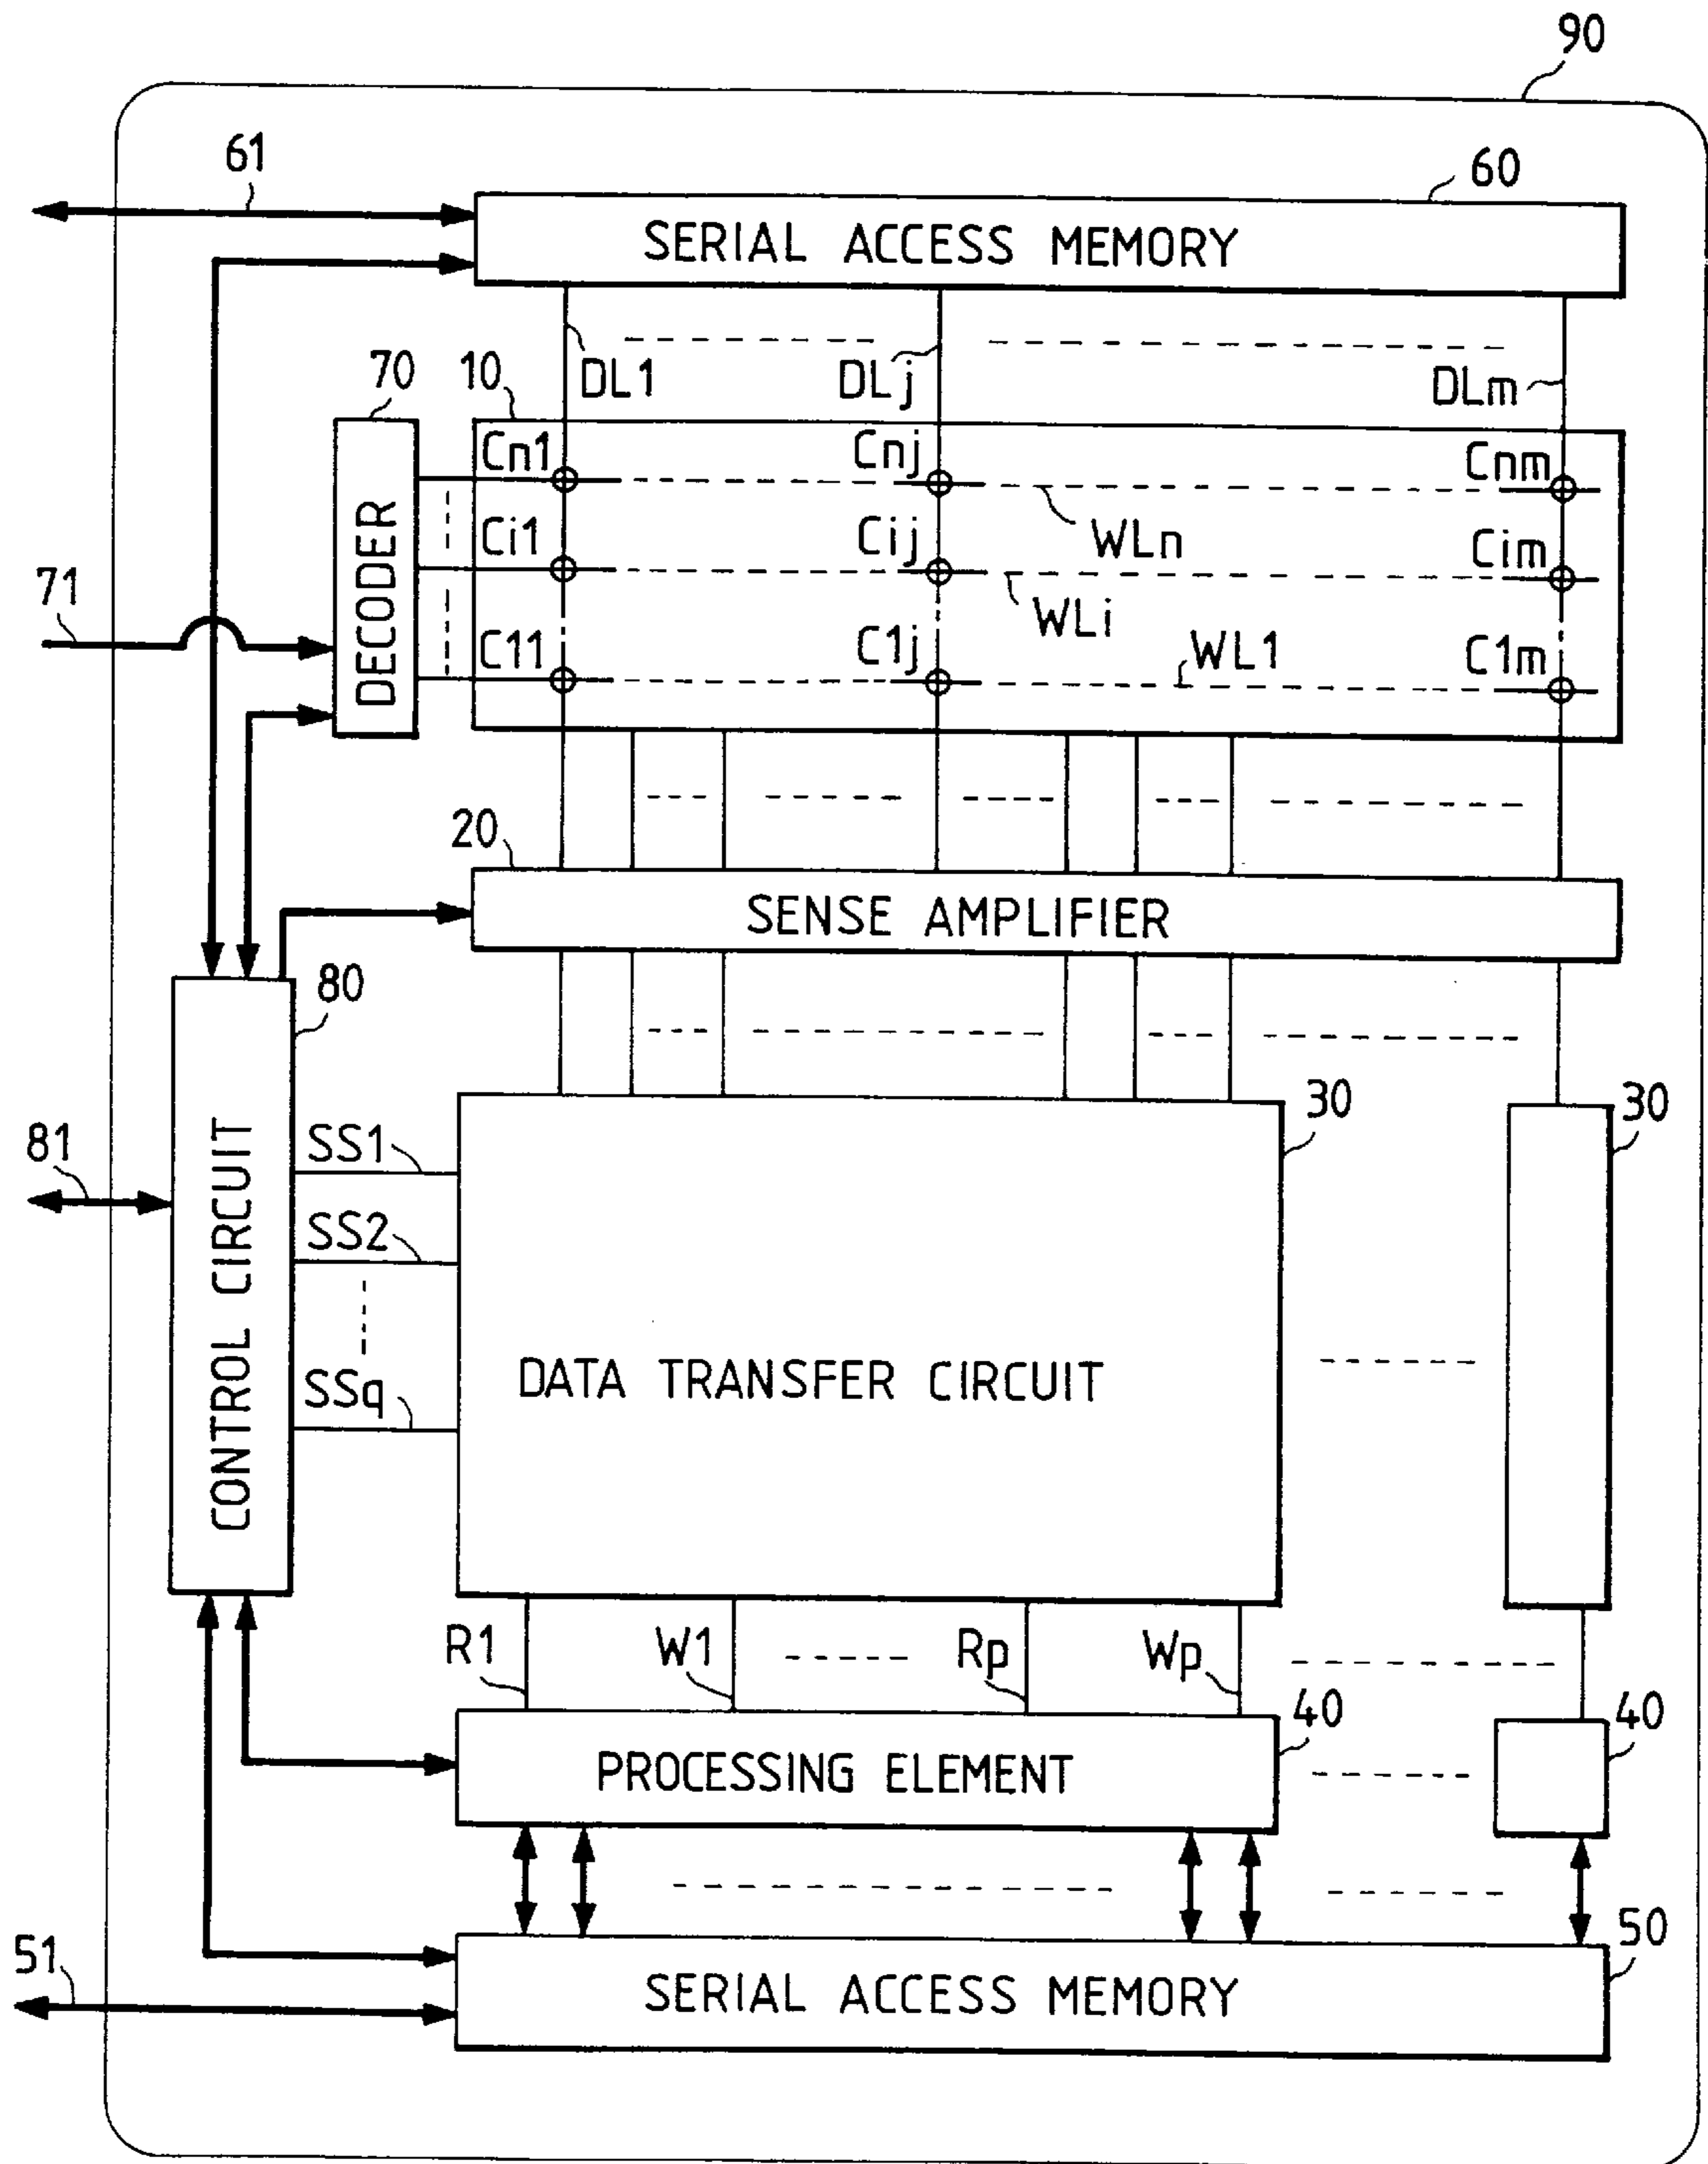 90
61
60
SERIAL ACCESS MEMORY
DL1
DLj
DLm
70
10
DECODER
Cn1
Cnj
Cnm
WLn
Ci1
Cij
Cim
WLi
71
C11
C1j
C1m
WL1
20
SENSE AMPLIFIER
80
CONTROL CIRCUIT
30
30
81
SS1
SS2
SSq
DATA TRANSFER CIRCUIT
R1
W1
Rp
Wp
40
40
PROCESSING ELEMENT
50
51
SERIAL ACCESS MEMORY